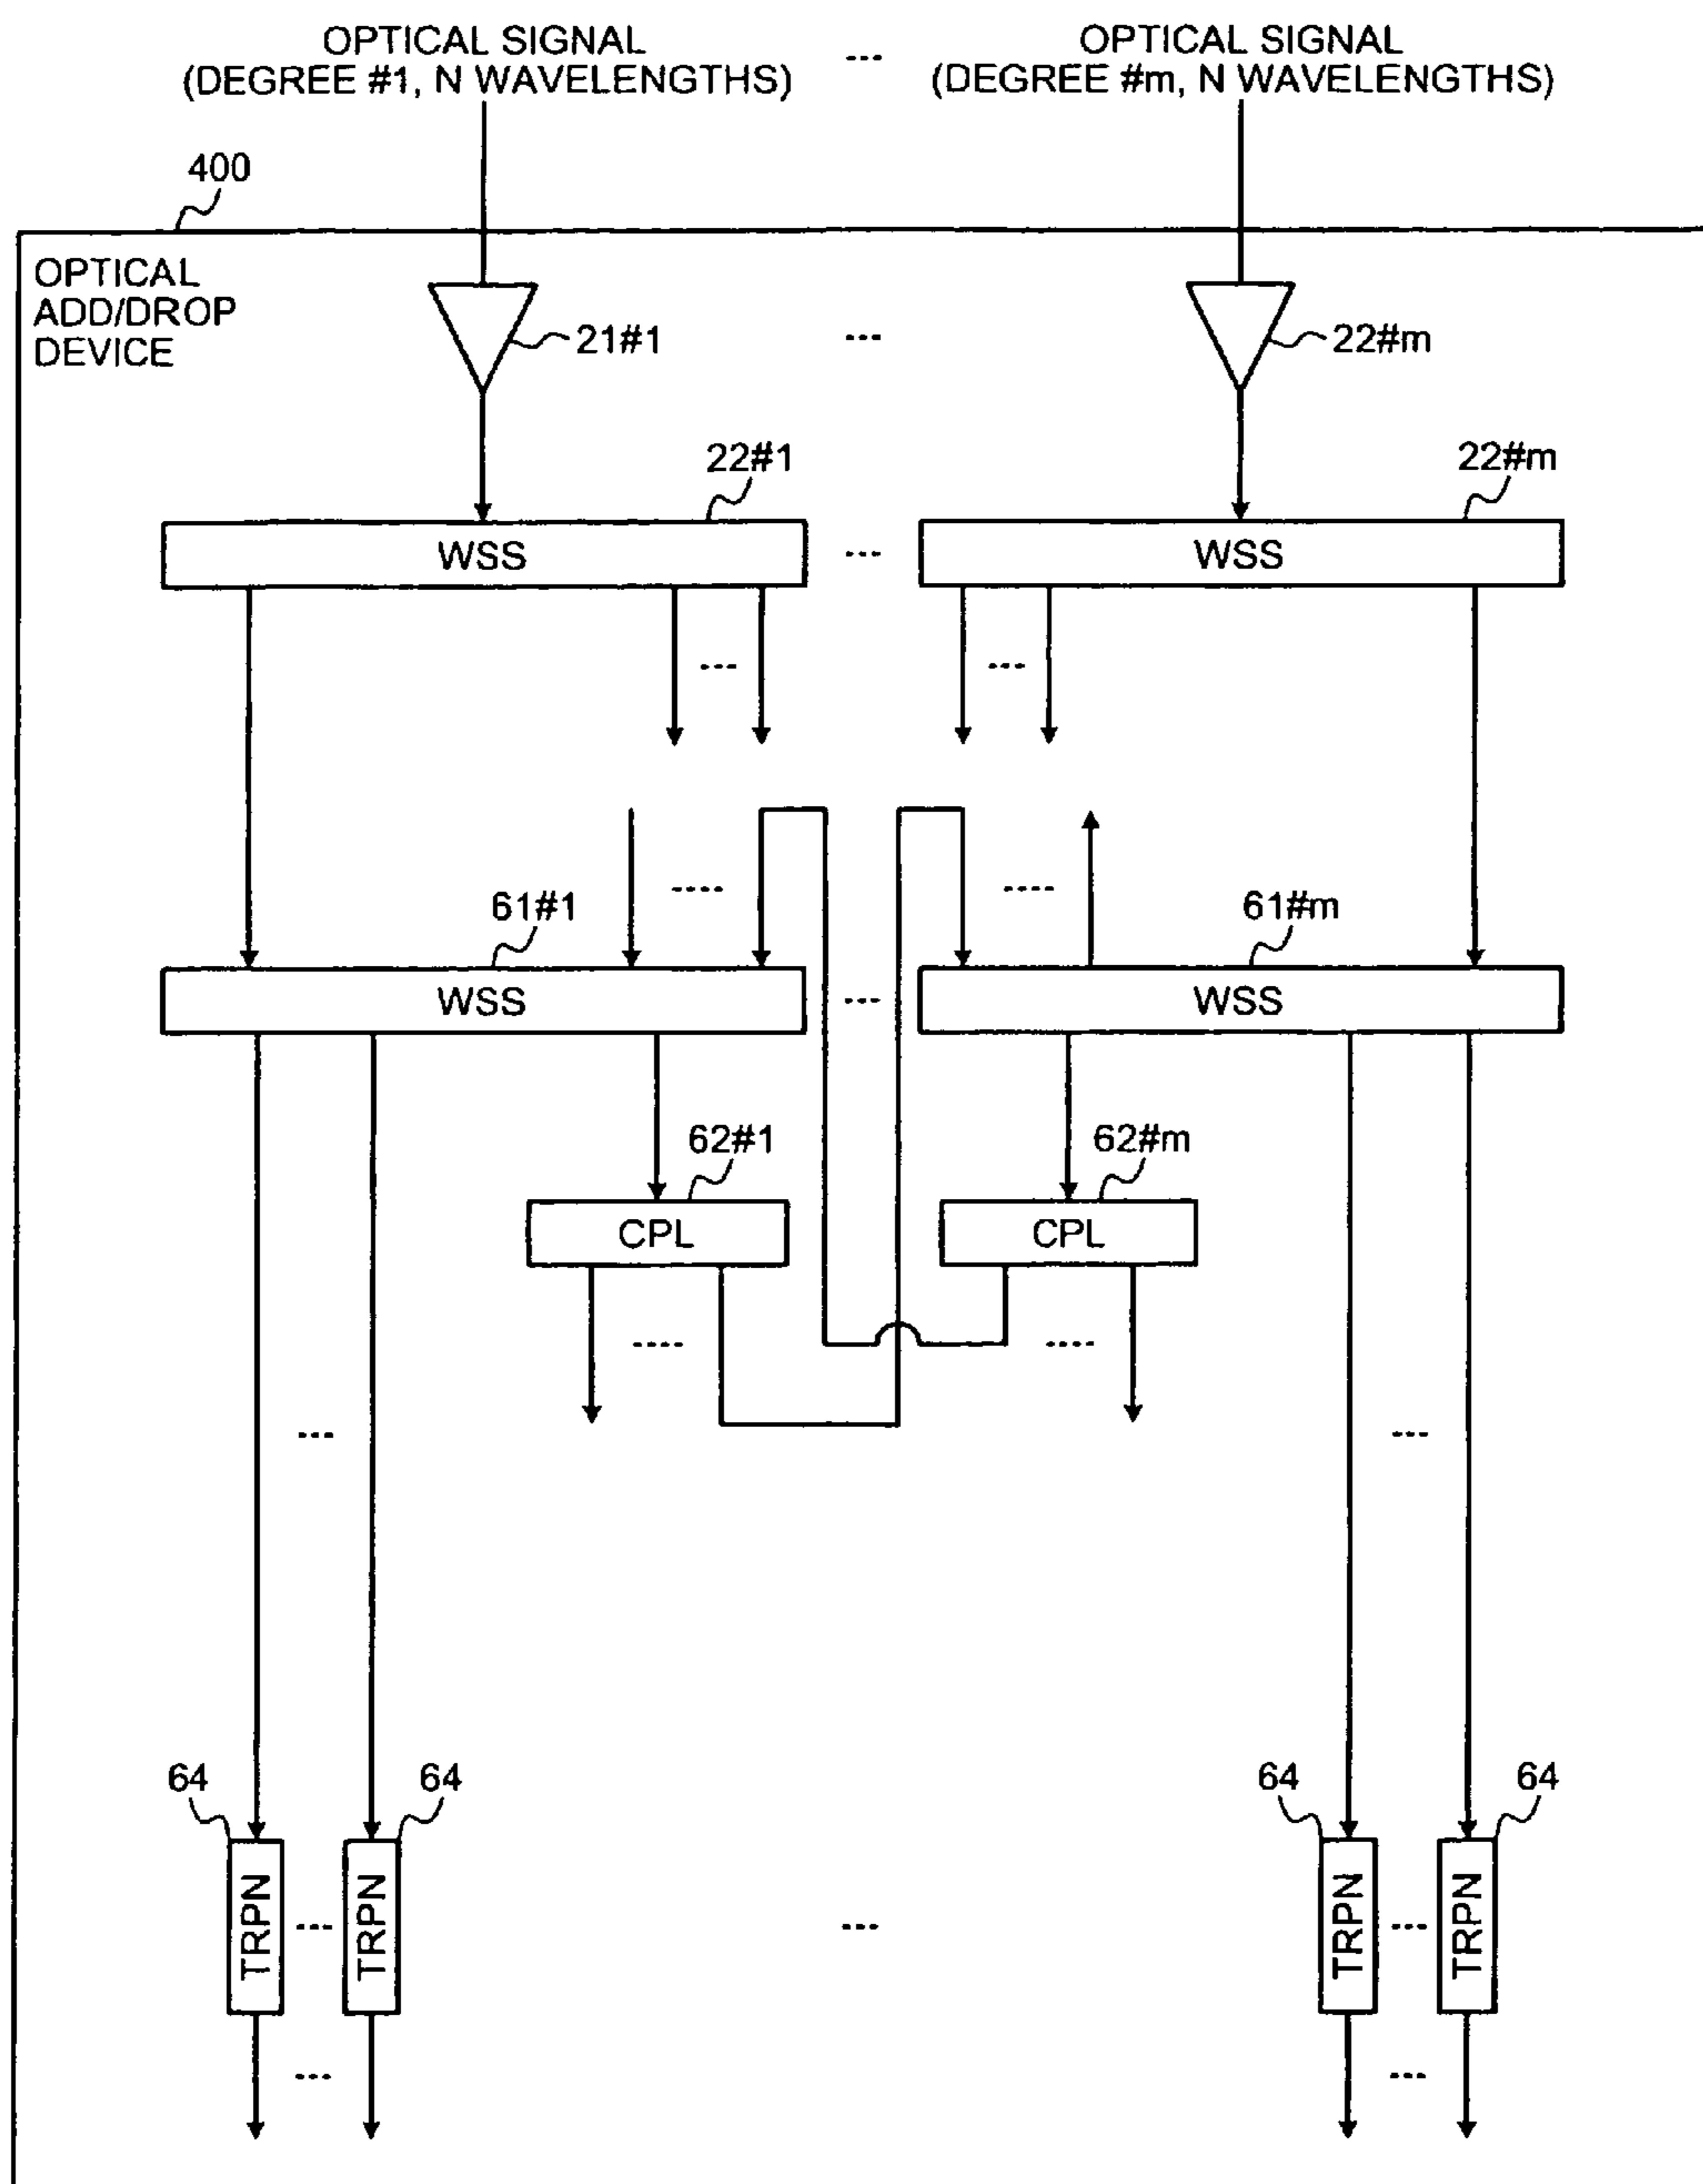 OPTICAL SIGNAL
(DEGREE #1, N WAVELENGTHS)
...
OPTICAL SIGNAL
(DEGREE #m, N WAVELENGTHS)
400
OPTICAL
ADD/DROP
DEVICE
21#1
...
22#m
22#1
22#m
WSS
...
WSS
...
...
....
....
61#1
61#m
WSS
...
WSS
62#1
62#m
CPL
CPL
....
....
...
...
64
64
64
64
TRPN
...
TRPN
...
TRPN
...
TRPN
...
...